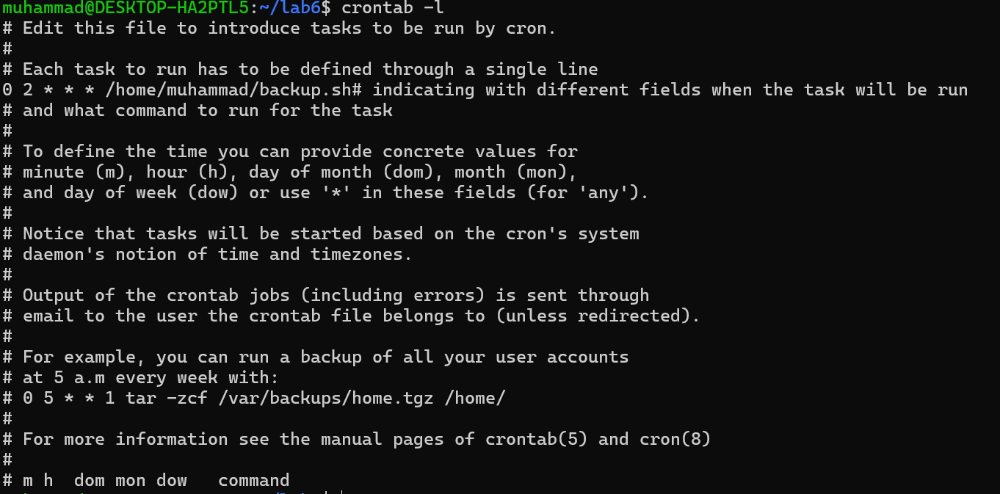 muhammad@DESKTOP-HA2PTL5:~/lab6$ crontab -l
# Edit this file to introduce tasks to be run by cron.
#
# Each task to run has to be defined through a single line
0 2 * * * /home/muhammad/backup.sh# indicating with different fields when the task will be run
# and what command to run for the task
#
# To define the time you can provide concrete values for
# minute (m), hour (h), day of month (dom), month (mon),
# and day of week (dow) or use '*' in these fields (for 'any').
#
# Notice that tasks will be started based on the cron's system
# daemon's notion of time and timezones.
#
# Output of the crontab jobs (including errors) is sent through
# email to the user the crontab file belongs to (unless redirected).
#
# For example, you can run a backup of all your user accounts
# at 5 a.m every week with:
# 0 5 * * 1 tar -zcf /var/backups/home.tgz /home/
#
# For more information see the manual pages of crontab(5) and cron(8)
#
# m h  dom mon dow   command